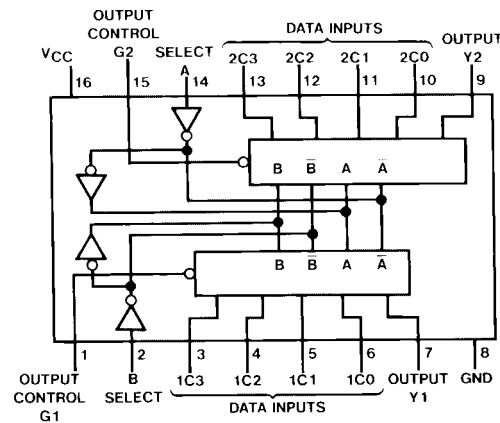 OUTPUT
CONTROL
G2
SELECT
A
DATA INPUTS
OUTPUT
Y2
VCC
2C3
2C2
2C1
2C0
16
15
14
13
12
11
10
9
B
B̅
A
A̅
B
B̅
A
A̅
1
2
3
4
5
6
7
8
OUTPUT
CONTROL
G1
B
SELECT
1C3
1C2
1C1
1C0
OUTPUT
Y1
GND
DATA INPUTS